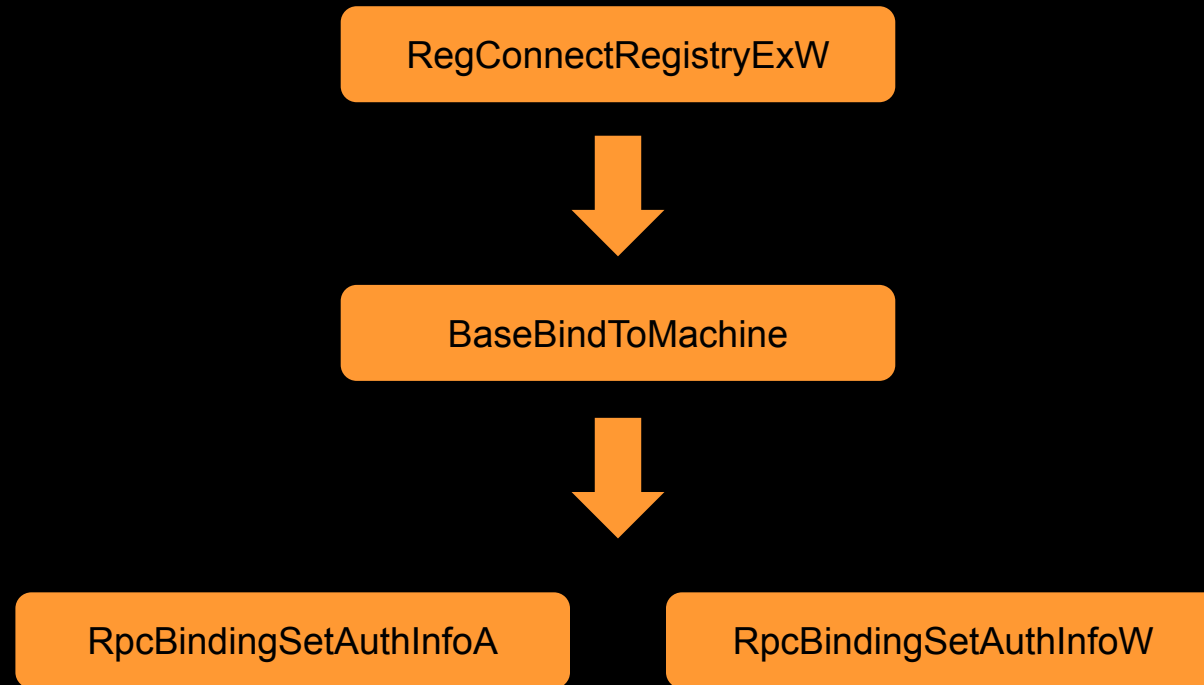 RegConnectRegistryExW
BaseBindToMachine
RpcBindingSetAuthInfoA
RpcBindingSetAuthInfoW